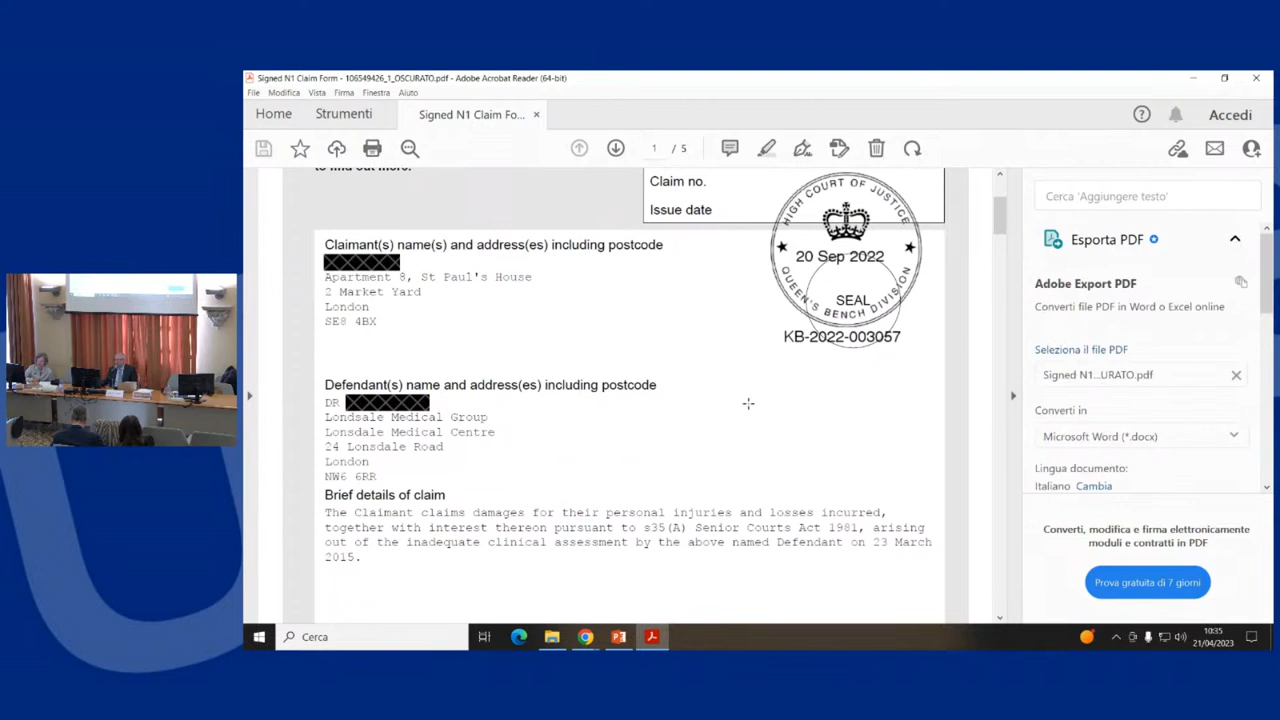 Signed N1 Claim Form - 106549426_1_OSCURATO.pdf - Adobe Acrobat Reader (64-bit)
File Modifica Vista Firma Finestra Aiuto
Home Strumenti Signed N1 Claim Fo... Accedi
1 / 5
to find out more.
Claim no.
Issue date
HIGH COURT OF JUSTICE
20 Sep 2022
SEAL
QUEEN'S BENCH DIVISION
KB-2022-003057
Claimant(s) name(s) and address(es) including postcode
Apartment 8, St Paul's House
2 Market Yard
London
SE8 4BX
Defendant(s) name and address(es) including postcode
DR
Londsale Medical Group
Lonsdale Medical Centre
24 Lonsdale Road
London
NW6 6RR
Brief details of claim
The Claimant claims damages for their personal injuries and losses incurred,
together with interest thereon pursuant to s35(A) Senior Courts Act 1981, arising
out of the inadequate clinical assessment by the above named Defendant on 23 March
2015.
Cerca 'Aggiungere testo'
Esporta PDF
Adobe Export PDF
Converti file PDF in Word o Excel online
Seleziona il file PDF
Signed N1...URATO.pdf
Converti in
Microsoft Word (*.docx)
Lingua documento:
Italiano Cambia
Converti, modifica e firma elettronicamente
moduli e contratti in PDF
Prova gratuita di 7 giorni
Cerca
10:35
21/04/2023